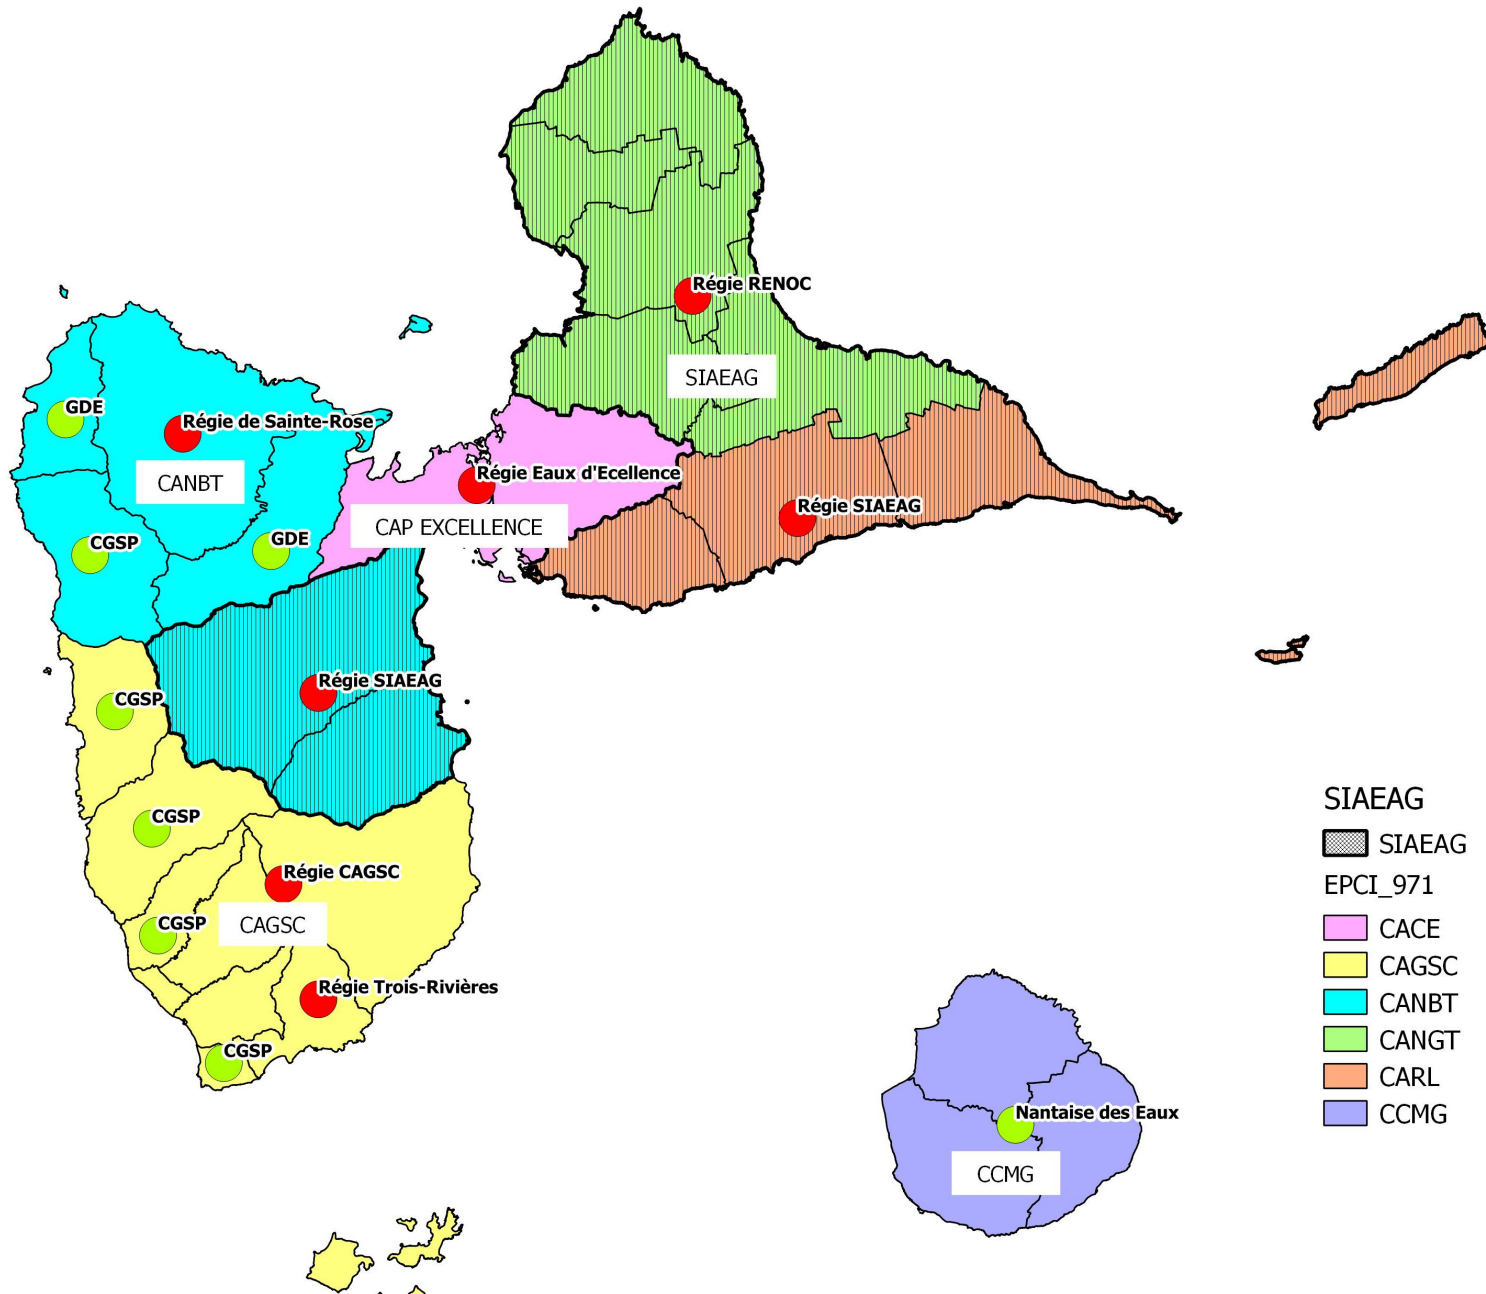 Régie RENOC
SIAEAG
GDE
Régie de Sainte-Rose
CANBT
Régie Eaux d'Ecellence
CAP EXCELLENCE
Régie SIAEAG
CGSP
GDE
Régie SIAEAG
CGSP
CGSP
Régie CAGSC
CAGSC
CGSP
Régie Trois-Rivières
CGSP
Nantaise des Eaux
CCMG
SIAEAG
SIAEAG
EPCI_971
CACE
CAGSC
CANBT
CANGT
CARL
CCMG